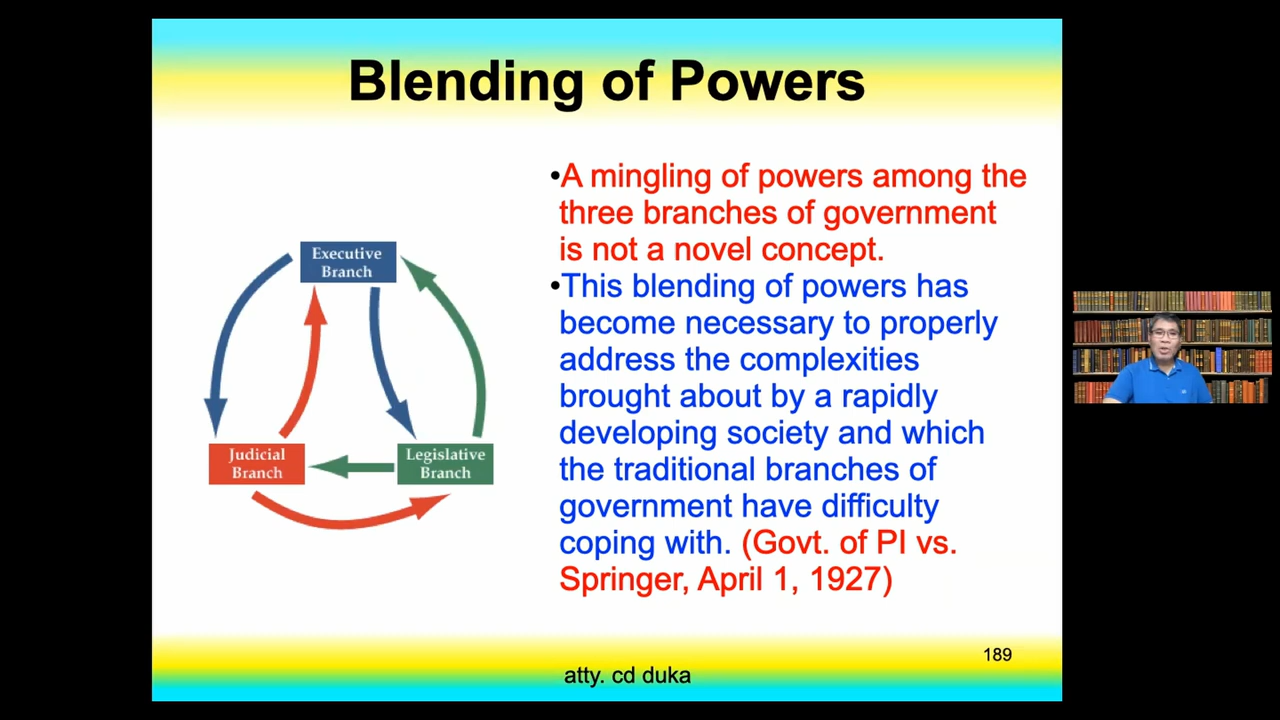 Blending of Powers
Executive
Branch
Judicial
Branch
Legislative
Branch
•A mingling of powers among the
three branches of government
is not a novel concept.
•This blending of powers has
become necessary to properly
address the complexities
brought about by a rapidly
developing society and which
the traditional branches of
government have difficulty
coping with. (Govt. of PI vs.
Springer, April 1, 1927)
189
atty. cd duka